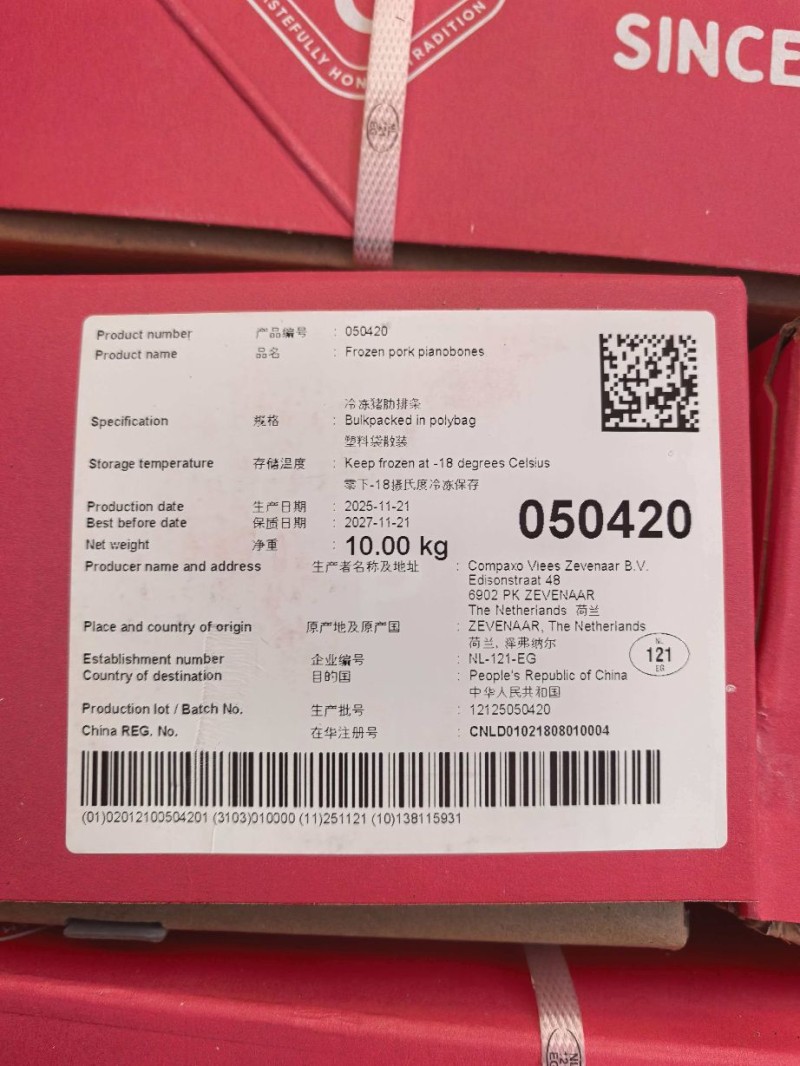 TRADITION
SINCE
Product number 产品编号 : 050420
Product name 品名 : Frozen pork pianobones
冷冻猪肋排条
Specification 规格 : Bulkpacked in polybag
塑料袋散装
Storage temperature 存储温度 : Keep frozen at -18 degrees Celsius
零下-18摄氏度冷冻保存
Production date 生产日期 : 2025-11-21
Best before date 保质日期 : 2027-11-21
050420
Net weight 净重 : 10.00 kg
Producer name and address 生产者名称及地址 : Compaxo Vlees Zevenaar B.V.
Edisonstraat 48
6902 PK ZEVENAAR
The Netherlands 荷兰
Place and country of origin 原产地及原产国 : ZEVENAAR, The Netherlands
荷兰, 泽弗纳尔
Establishment number 企业编号 : NL-121-EG
NL
121
EG
Country of destination 目的国 : People's Republic of China
中华人民共和国
Production lot / Batch No. 生产批号 : 12125050420
China REG. No. 在华注册号 : CNLD01021808010004
(01)02012100504201 (3103)010000 (11)251121 (10)138115931